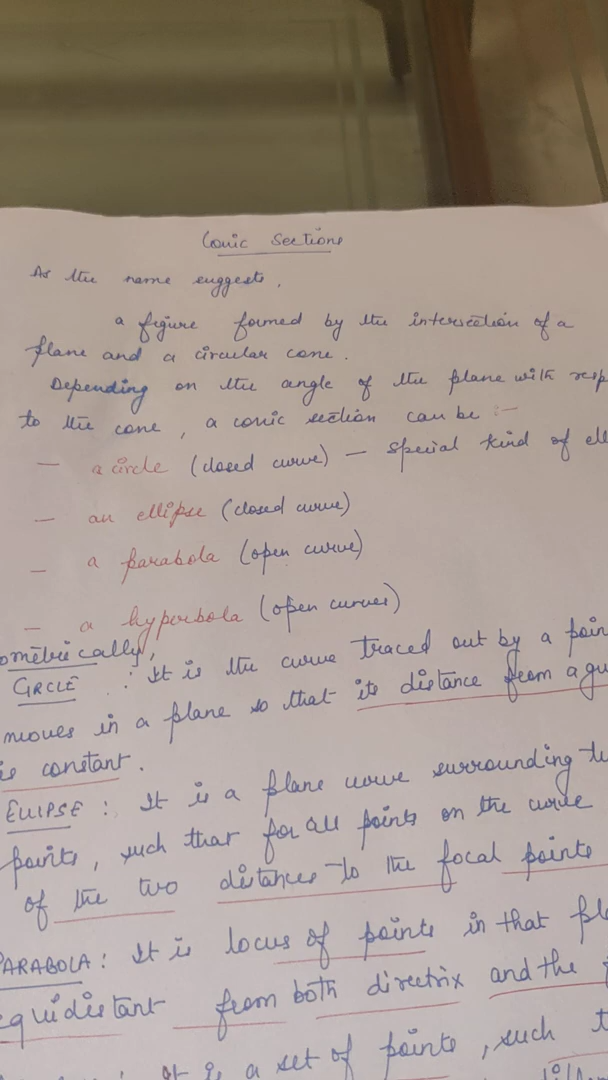 Conic Sections
As the name suggests,
a figure formed by the intersection of a
plane and a circular cone.
Depending on the angle of the plane with resp
to the cone, a conic section can be :-
— a circle (closed curve) — special kind of ell
— an ellipse (closed curve)
— a parabola (open curve)
— a hyperbola (open curves)
ometrically,
CIRCLE : It is the curve traced out by a poin
moves in a plane so that its distance from a gi
is constant.
ELLIPSE : It is a plane curve surrounding t
points, such that for all points on the curve
of the two distances to the focal points
PARABOLA : It is locus of points in that pl
equidistant from both directrix and the
It is a set of points, such t